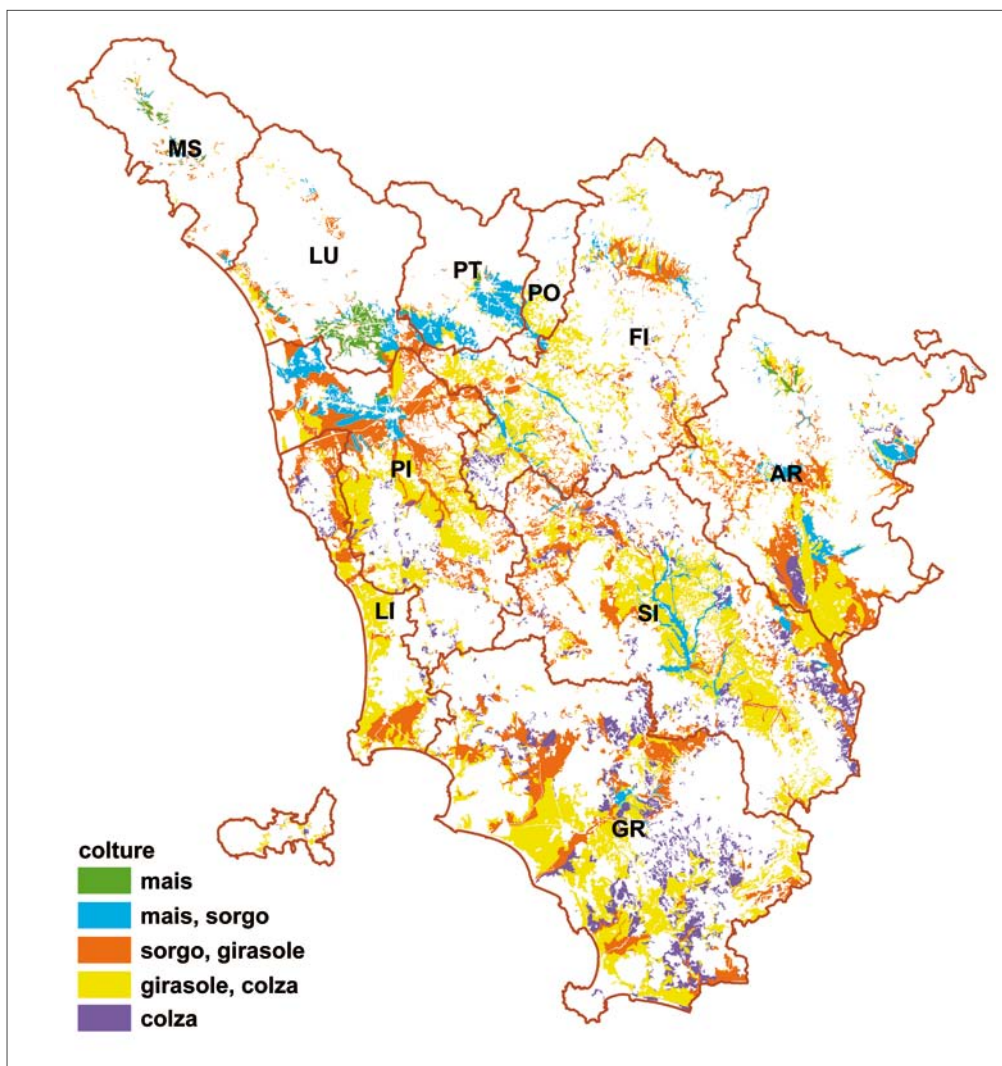 MS
LU
PT
PO
FI
AR
PI
LI
SI
GR
colture
mais
mais, sorgo
sorgo, girasole
girasole, colza
colza